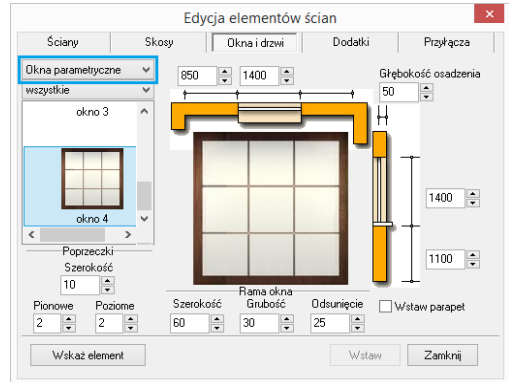 Edycja elementów ścian
Ściany Skosy Okna i drzwi Dodatki Przyłącza
Okna parametryczne
wszystkie
850 1400
Głębokość osadzenia
50
okno 3
okno 4
1400
1100
Poprzeczki
Szerokość
10
Pionowe Poziome
2 2
Rama okna
Szerokość Grubość Odsunięcie
60 30 25
Wstaw parapet
Wskaż element
Wstaw Zamknij